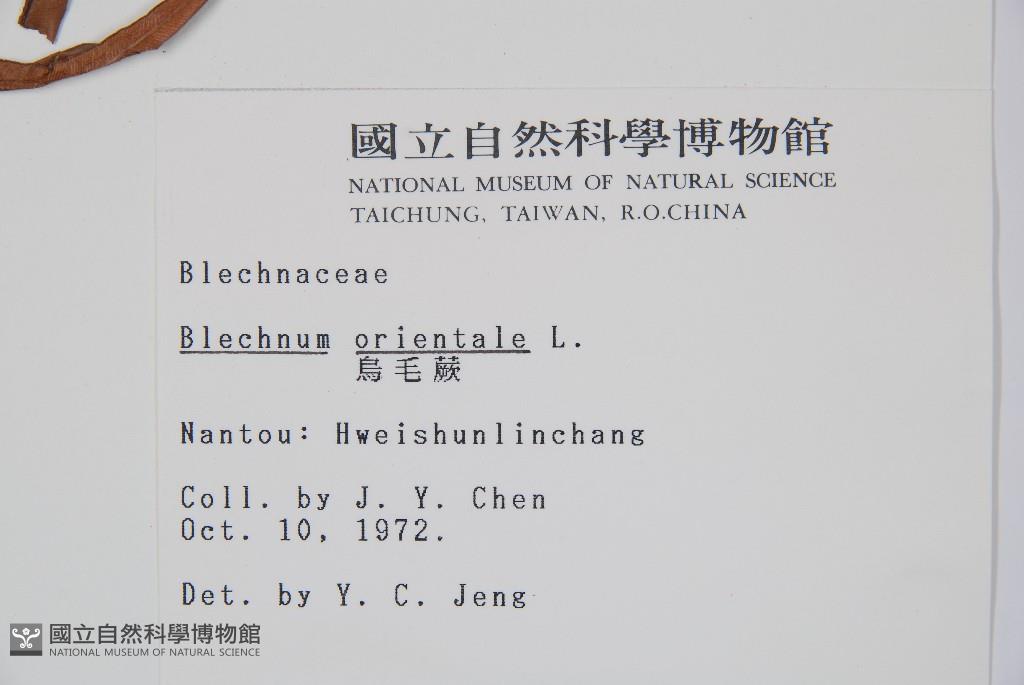 國立自然科學博物館
NATIONAL MUSEUM OF NATURAL SCIENCE
TAICHUNG, TAIWAN, R.O.CHINA
Blechnaceae
Blechnum orientale L.
烏毛蕨
Nantou: Hweishunlinchang
Coll. by J. Y. Chen
Oct. 10, 1972.
Det. by Y. C. Jeng
國立自然科學博物館
NATIONAL MUSEUM OF NATURAL SCIENCE